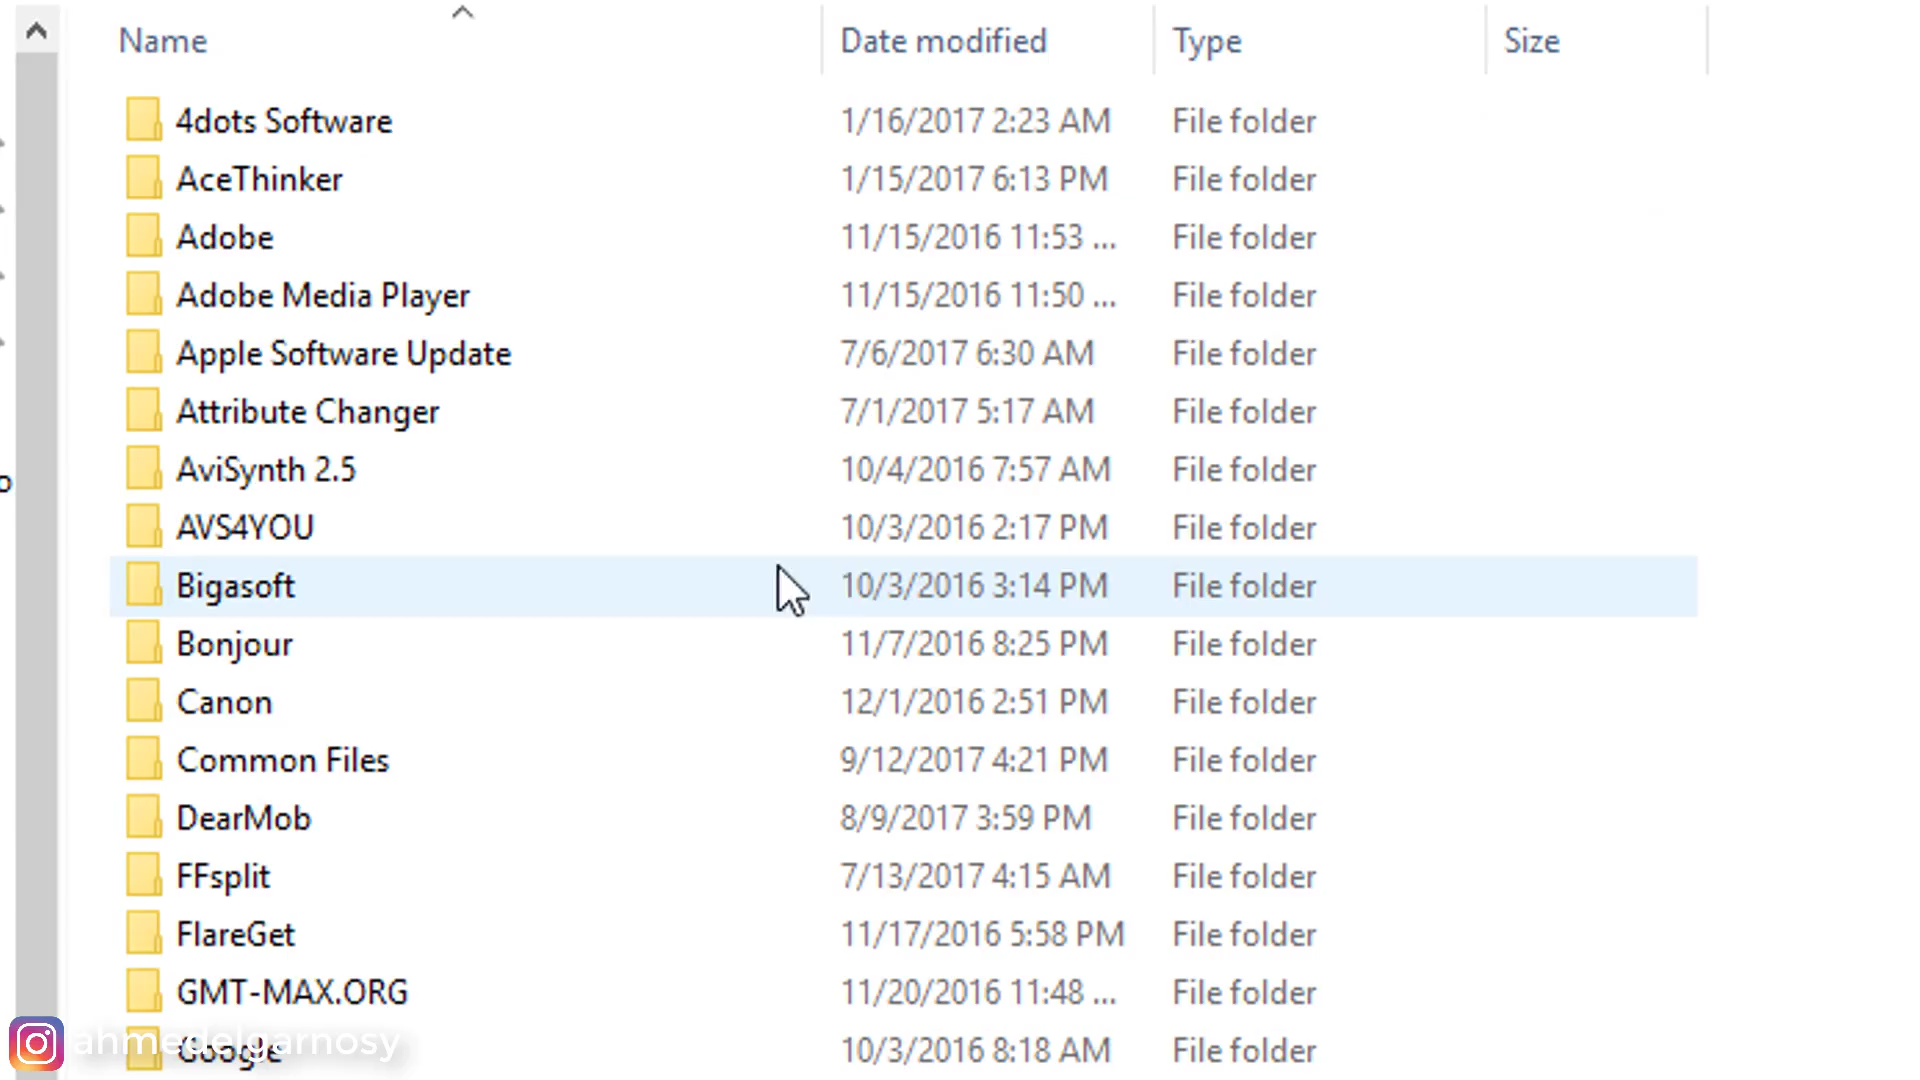 Name Date modified Type Size
4dots Software 1/16/2017 2:23 AM File folder
AceThinker 1/15/2017 6:13 PM File folder
Adobe 11/15/2016 11:53 ... File folder
Adobe Media Player 11/15/2016 11:50 ... File folder
Apple Software Update 7/6/2017 6:30 AM File folder
Attribute Changer 7/1/2017 5:17 AM File folder
AviSynth 2.5 10/4/2016 7:57 AM File folder
AVS4YOU 10/3/2016 2:17 PM File folder
Bigasoft 10/3/2016 3:14 PM File folder
Bonjour 11/7/2016 8:25 PM File folder
Canon 12/1/2016 2:51 PM File folder
Common Files 9/12/2017 4:21 PM File folder
DearMob 8/9/2017 3:59 PM File folder
FFsplit 7/13/2017 4:15 AM File folder
FlareGet 11/17/2016 5:58 PM File folder
GMT-MAX.ORG 11/20/2016 11:48 ... File folder
Google 10/3/2016 8:18 AM File folder
ahmedelgarnosy